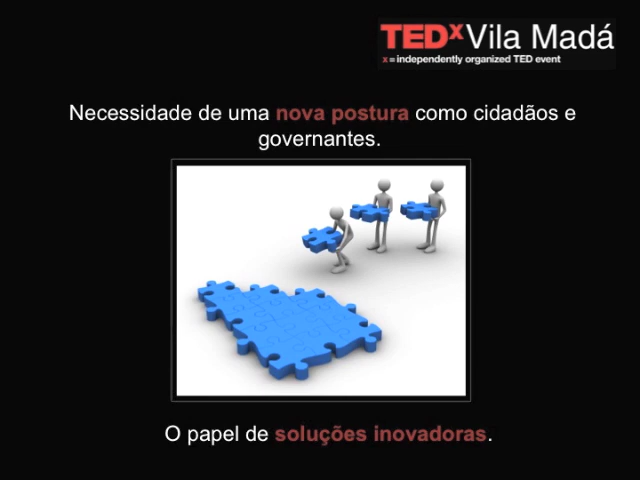 TEDxVila Madá
x = independently organized TED event
Necessidade de uma nova postura como cidadãos e
governantes.
O papel de soluções inovadoras.